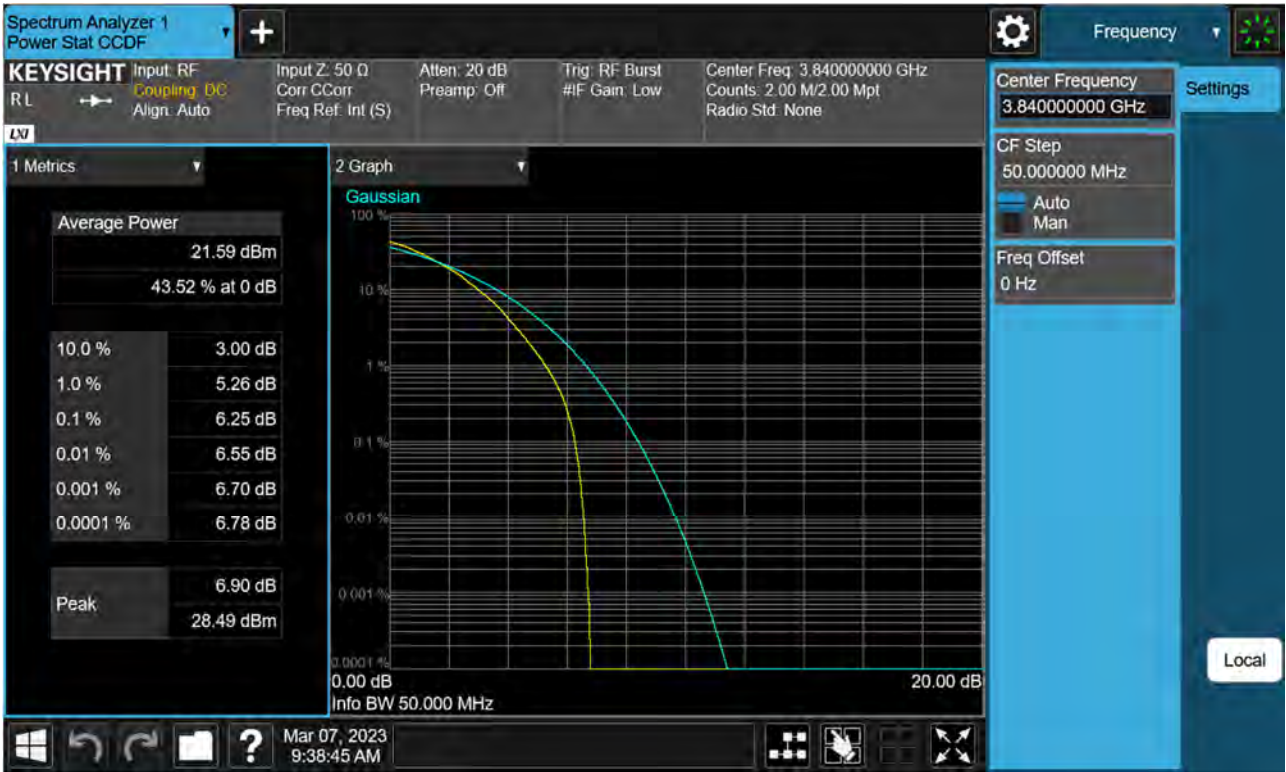 Spectrum Analyzer 1
Power Stat CCDF
+
Frequency
KEYSIGHT
RL
LXI
Input: RF
Coupling: DC
Align: Auto
Input Z: 50 Ω
Corr CCorr
Freq Ref: Int (S)
Atten: 20 dB
Preamp: Off
Trig: RF Burst
#IF Gain: Low
Center Freq: 3.840000000 GHz
Counts: 2.00 M/2.00 Mpt
Radio Std: None
Center Frequency
3.840000000 GHz
Settings
CF Step
50.000000 MHz
Auto
Man
Freq Offset
0 Hz
Local
1 Metrics
Average Power
21.59 dBm
43.52 % at 0 dB
10.0 % 3.00 dB
1.0 % 5.26 dB
0.1 % 6.25 dB
0.01 % 6.55 dB
0.001 % 6.70 dB
0.0001 % 6.78 dB
Peak
6.90 dB
28.49 dBm
2 Graph
Gaussian
100 %
10 %
1 %
0.1 %
0.01 %
0.001 %
0.0001 %
0.00 dB 20.00 dB
Info BW 50.000 MHz
?
Mar 07, 2023
9:38:45 AM